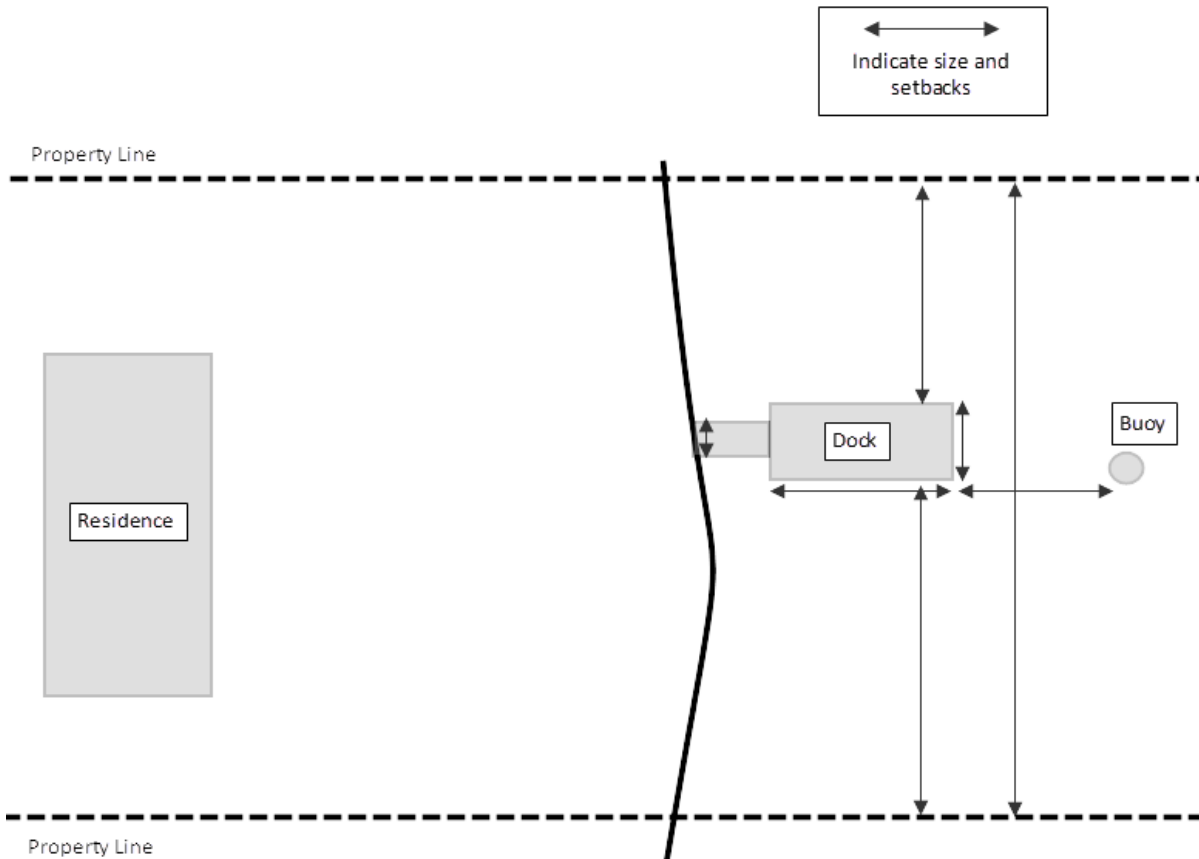 Indicate size and
setbacks
Property Line
Buoy
Dock
Residence
Property Line